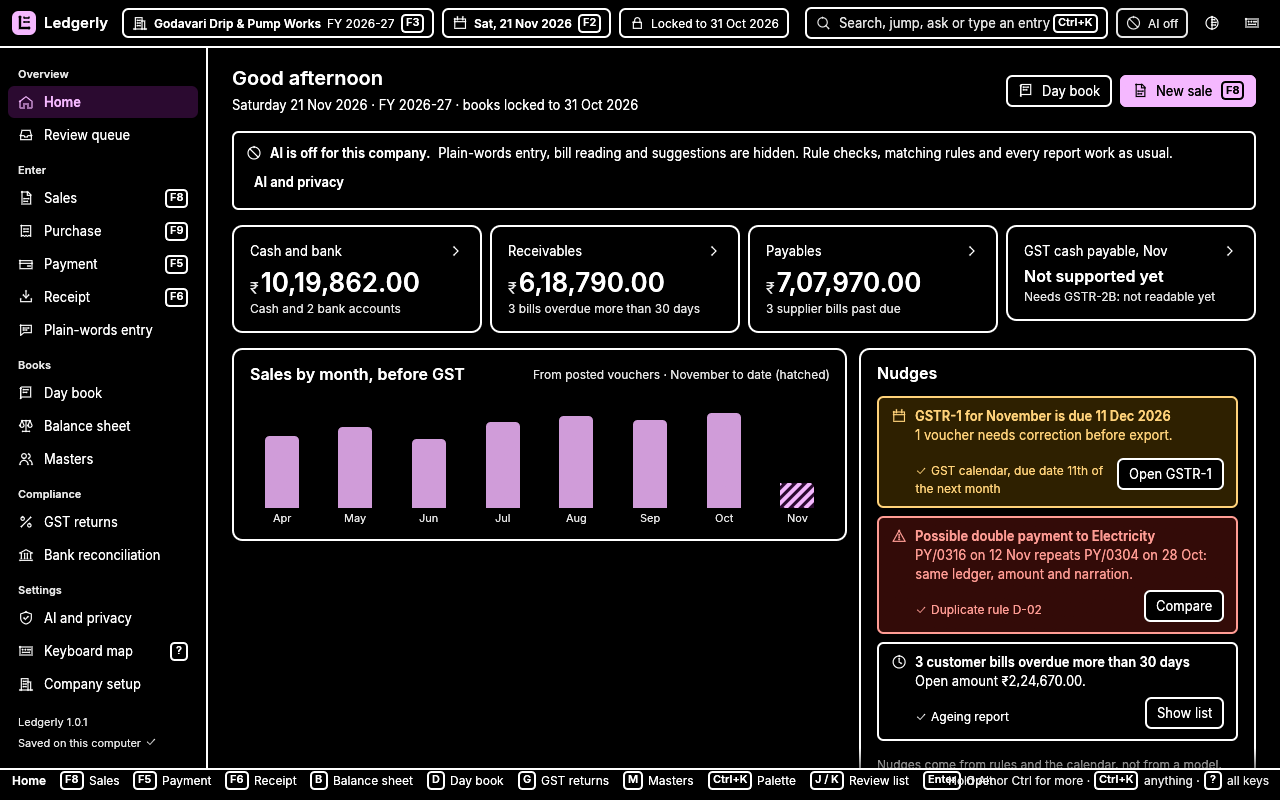 Ledgerly
Godavari Drip & Pump Works FY 2026-27 F3
Sat, 21 Nov 2026 F2
Locked to 31 Oct 2026
Search, jump, ask or type an entry Ctrl+K
AI off
Overview
Home
Review queue
Enter
Sales F8
Purchase F9
Payment F5
Receipt F6
Plain-words entry
Books
Day book
Balance sheet
Masters
Compliance
GST returns
Bank reconciliation
Settings
AI and privacy
Keyboard map ?
Company setup
Ledgerly 1.0.1
Saved on this computer
Good afternoon
Saturday 21 Nov 2026 · FY 2026-27 · books locked to 31 Oct 2026
Day book
New sale F8
AI is off for this company. Plain-words entry, bill reading and suggestions are hidden. Rule checks, matching rules and every report work as usual.
AI and privacy
Cash and bank
₹10,19,862.00
Cash and 2 bank accounts
Receivables
₹6,18,790.00
3 bills overdue more than 30 days
Payables
₹7,07,970.00
3 supplier bills past due
GST cash payable, Nov
Not supported yet
Needs GSTR-2B: not readable yet
Sales by month, before GST
From posted vouchers · November to date (hatched)
Apr May Jun Jul Aug Sep Oct Nov
Nudges
GSTR-1 for November is due 11 Dec 2026
1 voucher needs correction before export.
GST calendar, due date 11th of
the next month
Open GSTR-1
Possible double payment to Electricity
PY/0316 on 12 Nov repeats PY/0304 on 28 Oct:
same ledger, amount and narration.
Duplicate rule D-02
Compare
3 customer bills overdue more than 30 days
Open amount ₹2,24,670.00.
Ageing report
Show list
Nudges come from rules and the calendar, not from a model.
Home F8 Sales F5 Payment F6 Receipt B Balance sheet D Day book G GST returns M Masters Ctrl+K Palette J / K Review list Enter Open
Hold Alt or Ctrl for more · Ctrl+K anything · ? all keys